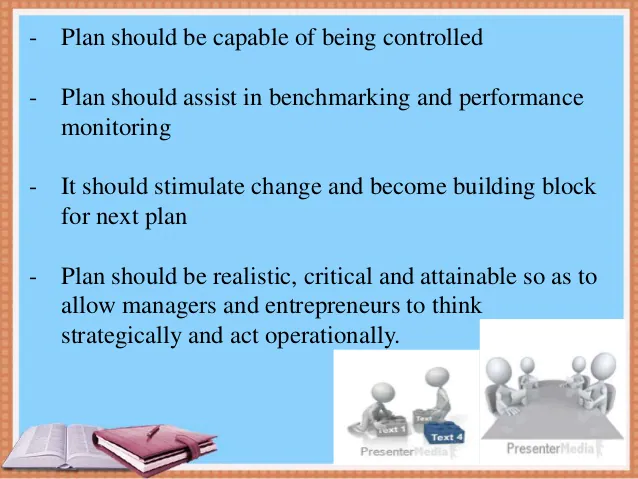 - Plan should be capable of being controlled
- Plan should assist in benchmarking and performance
monitoring
- It should stimulate change and become building block
for next plan
- Plan should be realistic, critical and attainable so as to
allow managers and entrepreneurs to think
strategically and act operationally.
Text 1
Text 4
PresenterMedia
PresenterMedia